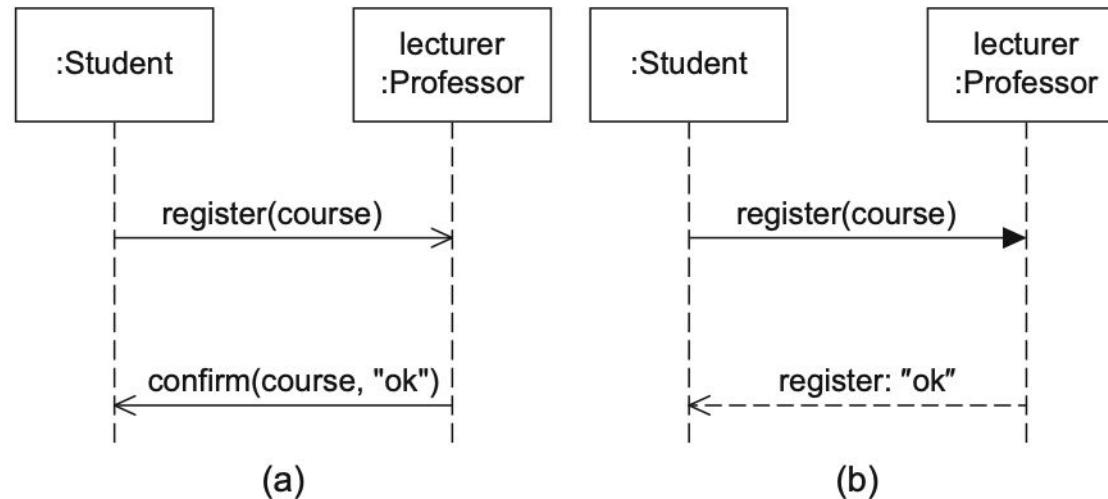 :Student
lecturer
:Professor
register(course)
confirm(course, "ok")
(a)
:Student
lecturer
:Professor
register(course)
register: "ok"
(b)